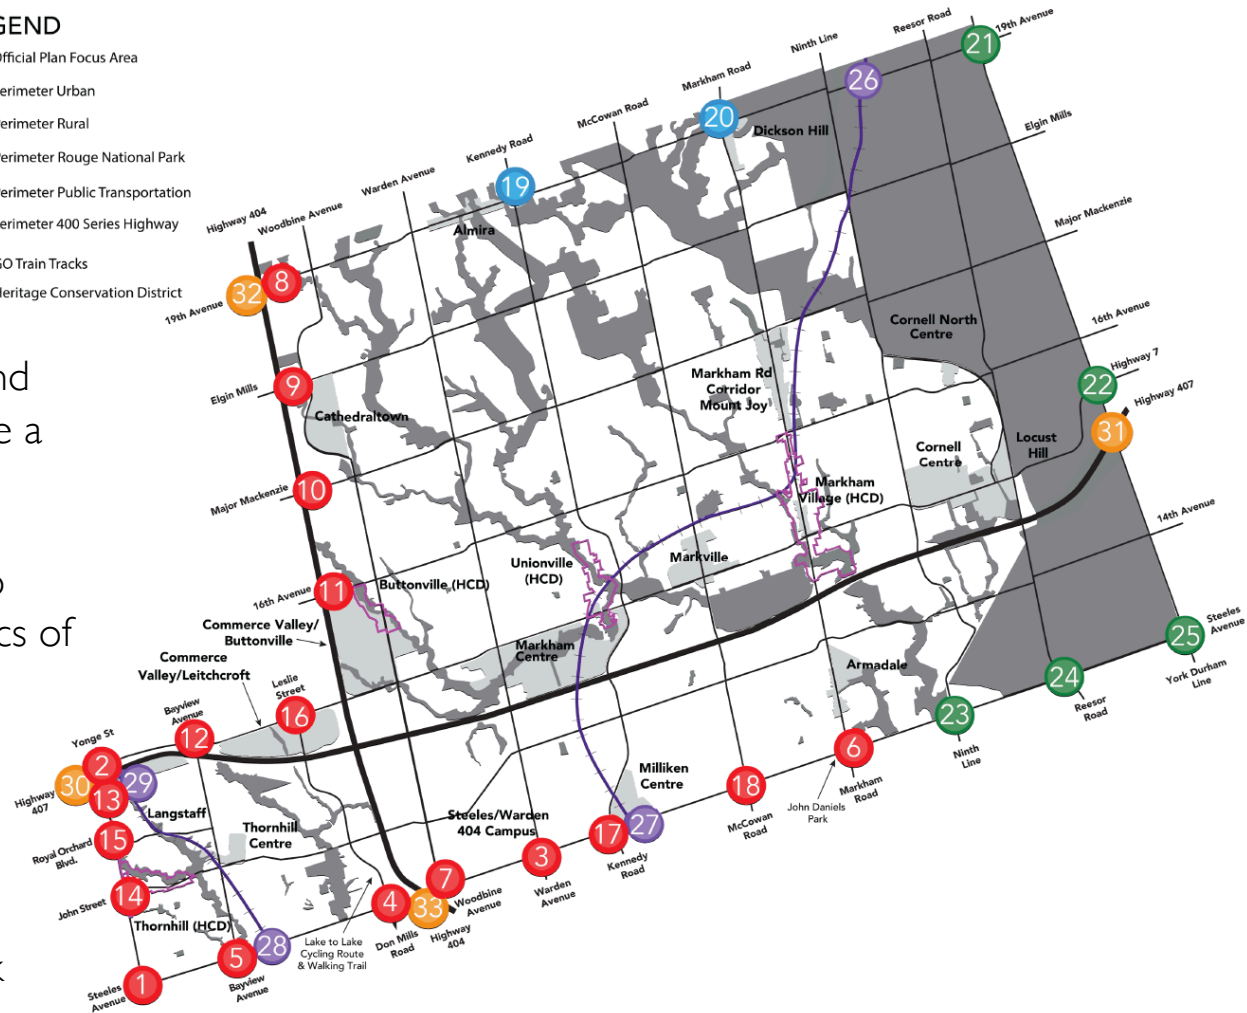 GEND
Official Plan Focus Area
erimeter Urban
erimeter Rural
erimeter Rouge National Park
erimeter Public Transportation
erimeter 400 Series Highway
GO Train Tracks
Heritage Conservation District
nd
e a
cs of
Reesor Road
19th Avenue
21
Ninth Line
26
Markham Road
20
Dickson Hill
Elgin Mills
McCowan Road
Kennedy Road
19
Warden Avenue
Almira
Major Mackenzie
Highway 404
Woodbine Avenue
8
32
19th Avenue
Cornell North
Centre
16th Avenue
Highway 7
22
Highway 407
31
Elgin Mills
9
Cathedraltown
Markham Rd
Corridor
Mount Joy
Cornell
Centre
Locust
Hill
Major Mackenzie
10
Markham
Village (HCD)
14th Avenue
Unionville
(HCD)
Markville
Buttonville (HCD)
16th Avenue
11
Commerce Valley/
Buttonville
Markham
Centre
Commerce
Valley/Leitchcroft
Armadale
Steeles
Avenue
25
York Durham
Line
24
Reesor
Road
23
Ninth
Line
Leslie
Street
16
Bayview
Avenue
12
Yonge St
2
30
29
Highway
407
13
Langstaff
Thornhill
Centre
Royal Orchard
Blvd.
15
John Street
14
Thornhill (HCD)
Steeles
Avenue
1
5
Bayview
Avenue
28
Lake to Lake
Cycling Route
& Walking Trail
4
Don Mills
Road
33
Highway
404
7
Woodbine
Avenue
Steeles/Warden
404 Campus
3
Warden
Avenue
17
27
Kennedy
Road
Milliken
Centre
18
McCowan
Road
6
Markham
Road
John Daniels
Park